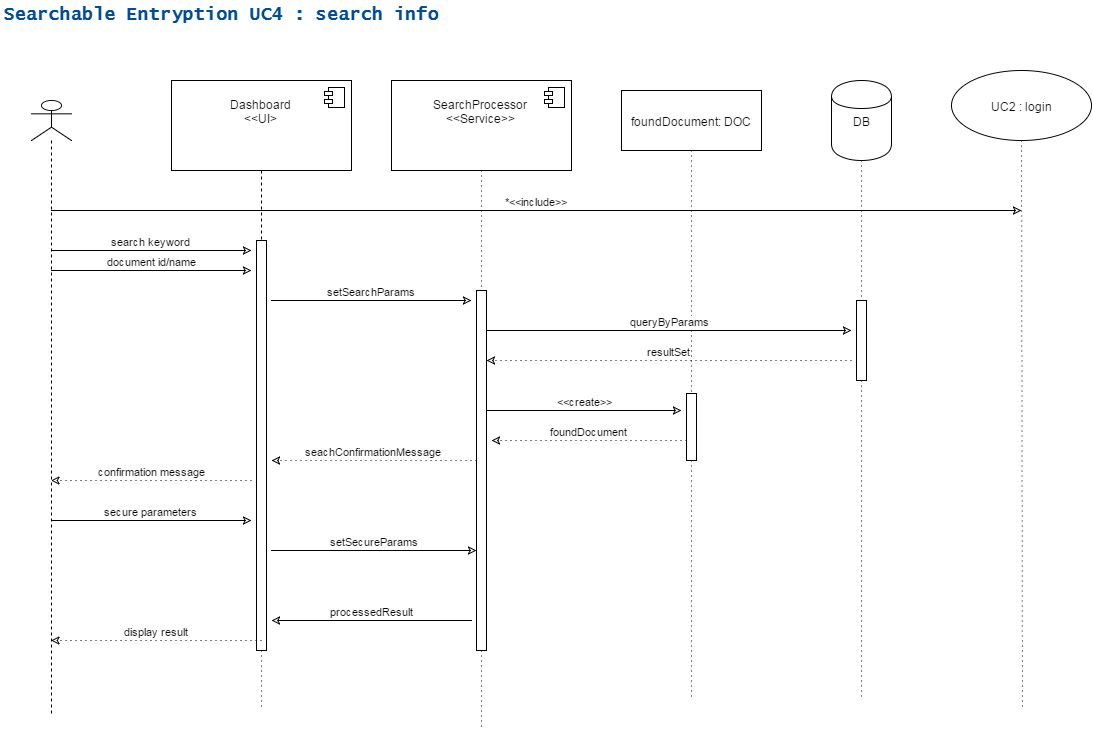 Searchable Entryption UC4 : search info
Dashboard
<<UI>
SearchProcessor
<<Service>>
foundDocument: DOC
DB
UC2 : login
*<<include>>
search keyword
document id/name
setSearchParams
queryByParams
resultSet
<<create>>
foundDocument
seachConfirmationMessage
confirmation message
secure parameters
setSecureParams
processedResult
display result